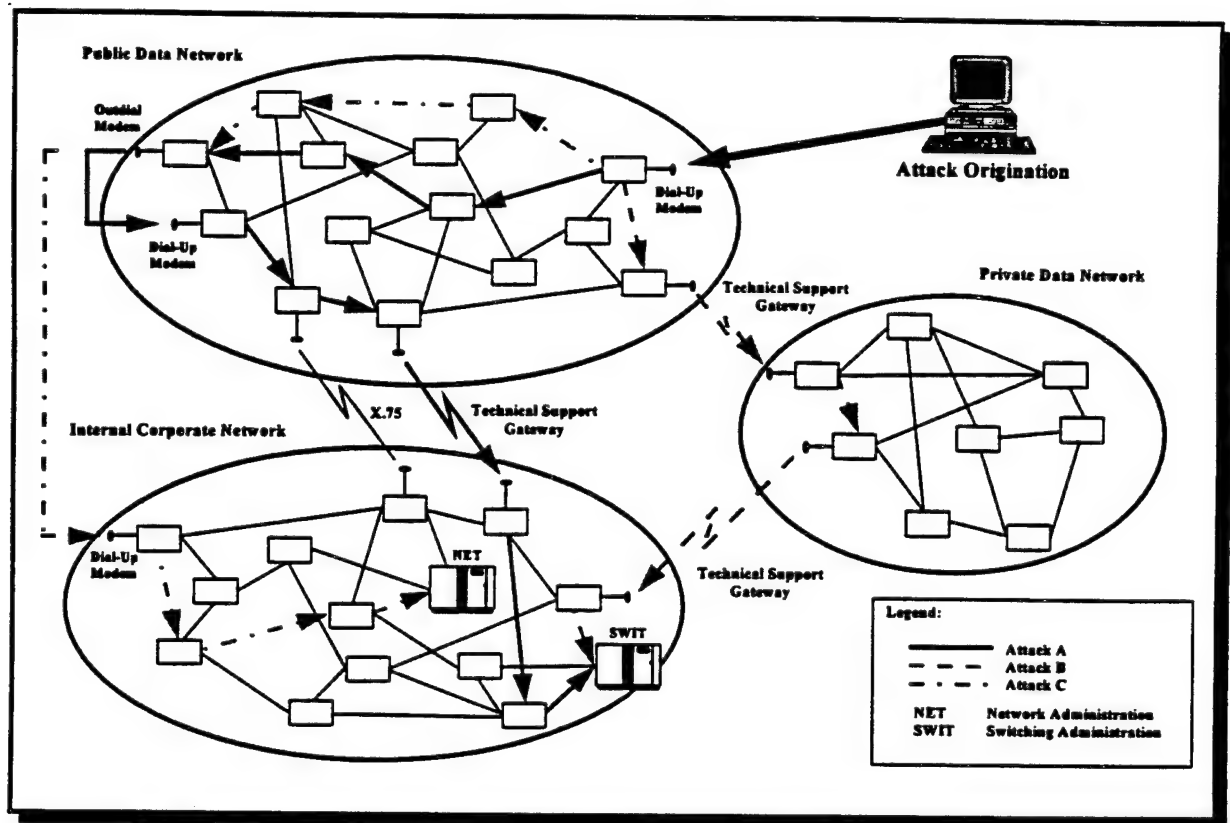 Public Data Network
Outdial
Modem
Attack Origination
Dial-Up
Modem
Dial-Up
Modem
Technical Support
Gateway
Private Data Network
X.75
Technical Support
Gateway
Internal Corporate Network
Dial-Up
Modem
NET
Technical Support
Gateway
SWIT
Legend:
Attack A
Attack B
Attack C
NET Network Administration
SWIT Switching Administration